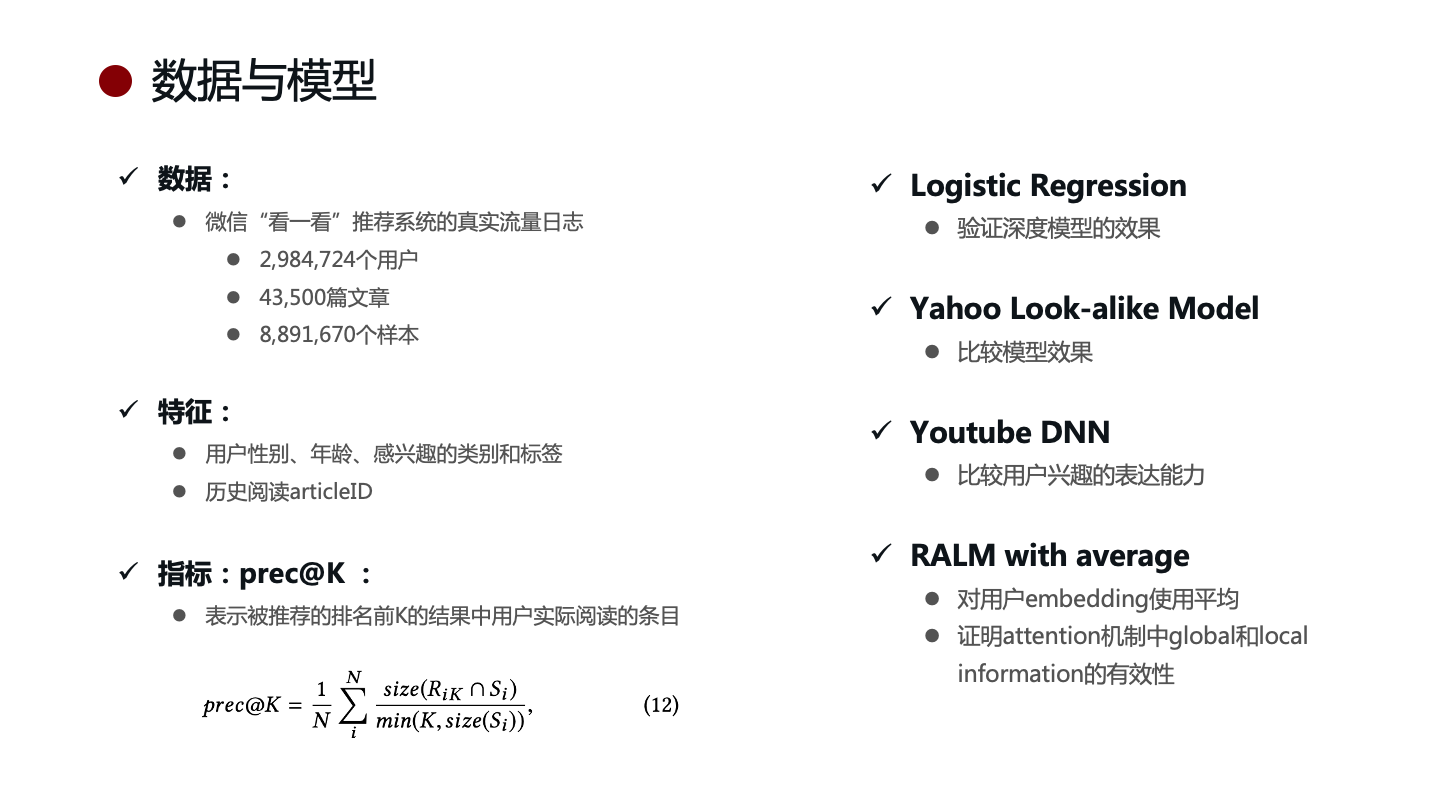 数据与模型
✓ 数据：
● 微信“看一看”推荐系统的真实流量日志
● 2,984,724个用户
● 43,500篇文章
● 8,891,670个样本
✓ 特征：
● 用户性别、年龄、感兴趣的类别和标签
● 历史阅读articleID
✓ 指标：prec@K ：
● 表示被推荐的排名前K的结果中用户实际阅读的条目
prec@K = \frac{1}{N} \sum_{i}^{N} \frac{size(R_{iK} ∩ S_i)}{min(K, size(S_i))}, (12)
✓ Logistic Regression
● 验证深度模型的效果
✓ Yahoo Look-alike Model
● 比较模型效果
✓ Youtube DNN
● 比较用户兴趣的表达能力
✓ RALM with average
● 对用户embedding使用平均
● 证明attention机制中global和local
information的有效性